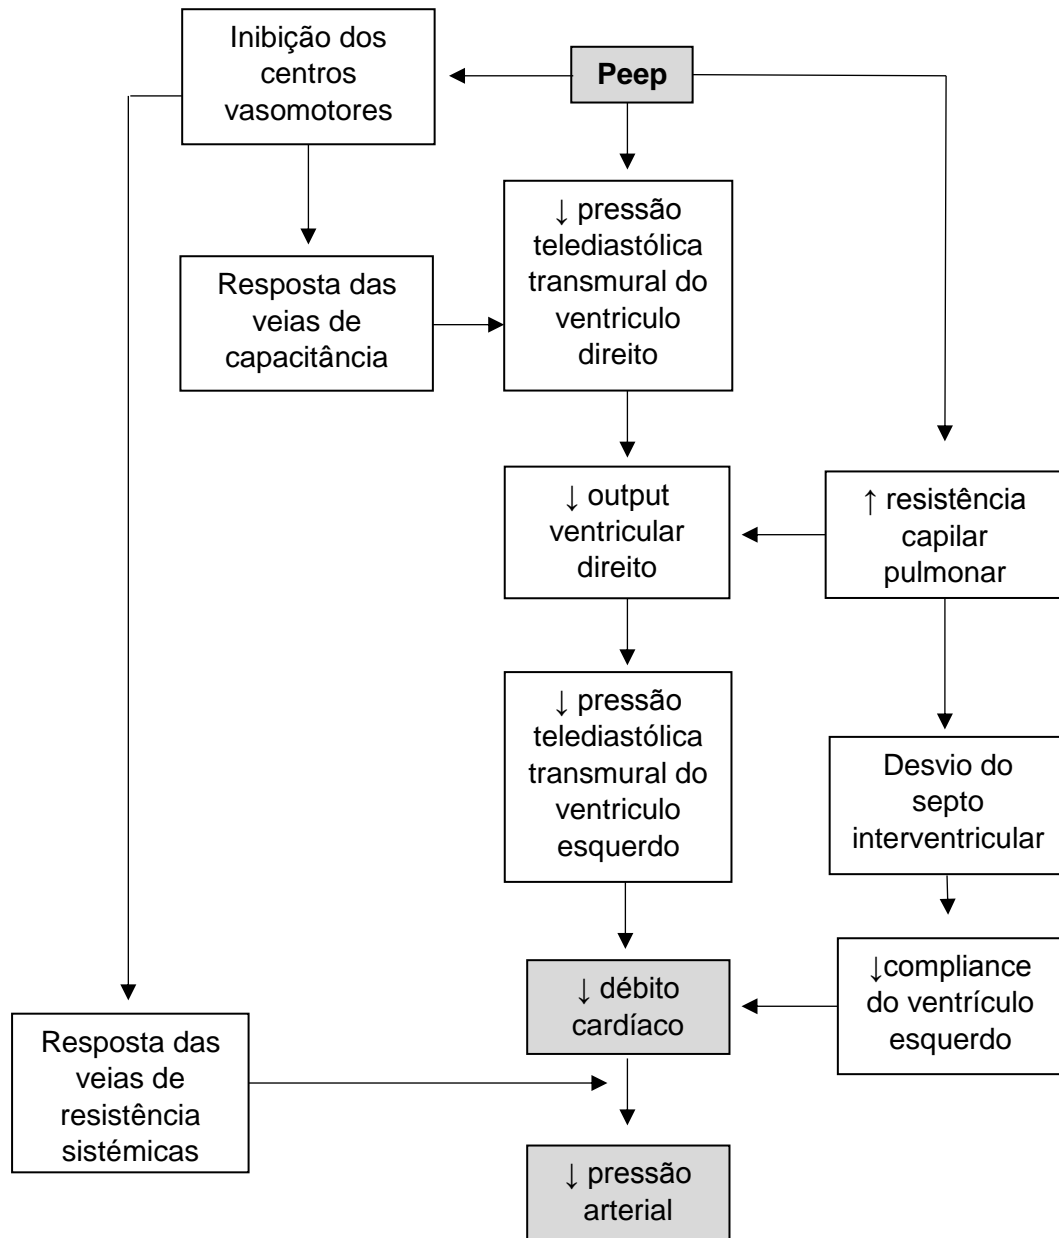 Inibição dos
centros
vasomotores
Peep
↓ pressão
telediastólica
transmural do
ventriculo
direito
Resposta das
veias de
capacitância
↓ output
ventricular
direito
↑ resistência
capilar
pulmonar
↓ pressão
telediastólica
transmural do
ventriculo
esquerdo
Desvio do
septo
interventricular
↓ débito
cardíaco
↓compliance
do ventrículo
esquerdo
Resposta das
veias de
resistência
sistémicas
↓ pressão
arterial